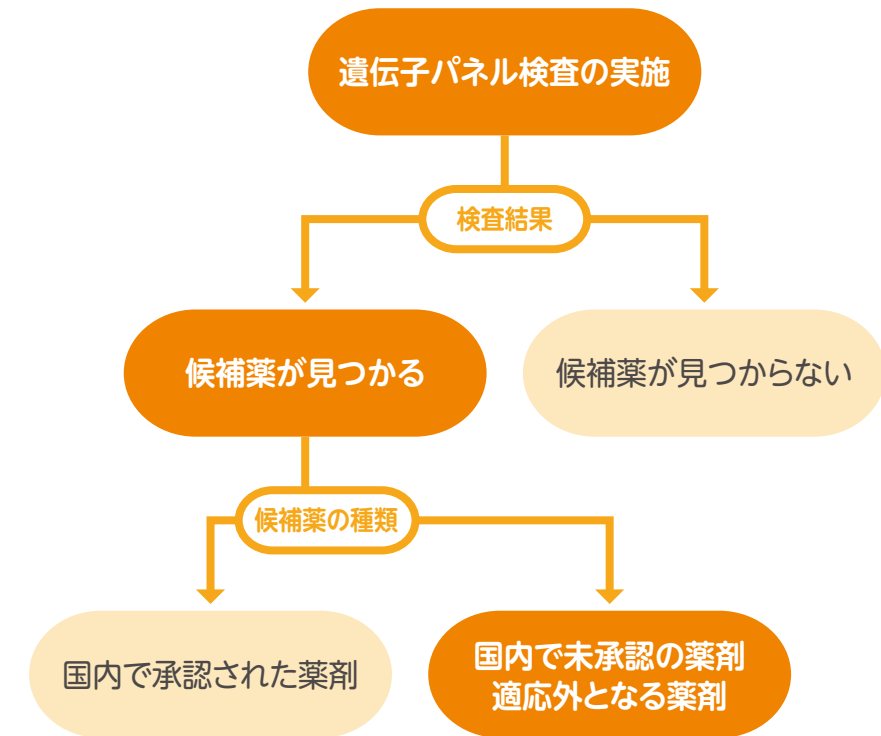 遺伝子パネル検査の実施
検査結果
候補薬が見つかる
候補薬が見つからない
候補薬の種類
国内で承認された薬剤
国内で未承認の薬剤
適応外となる薬剤